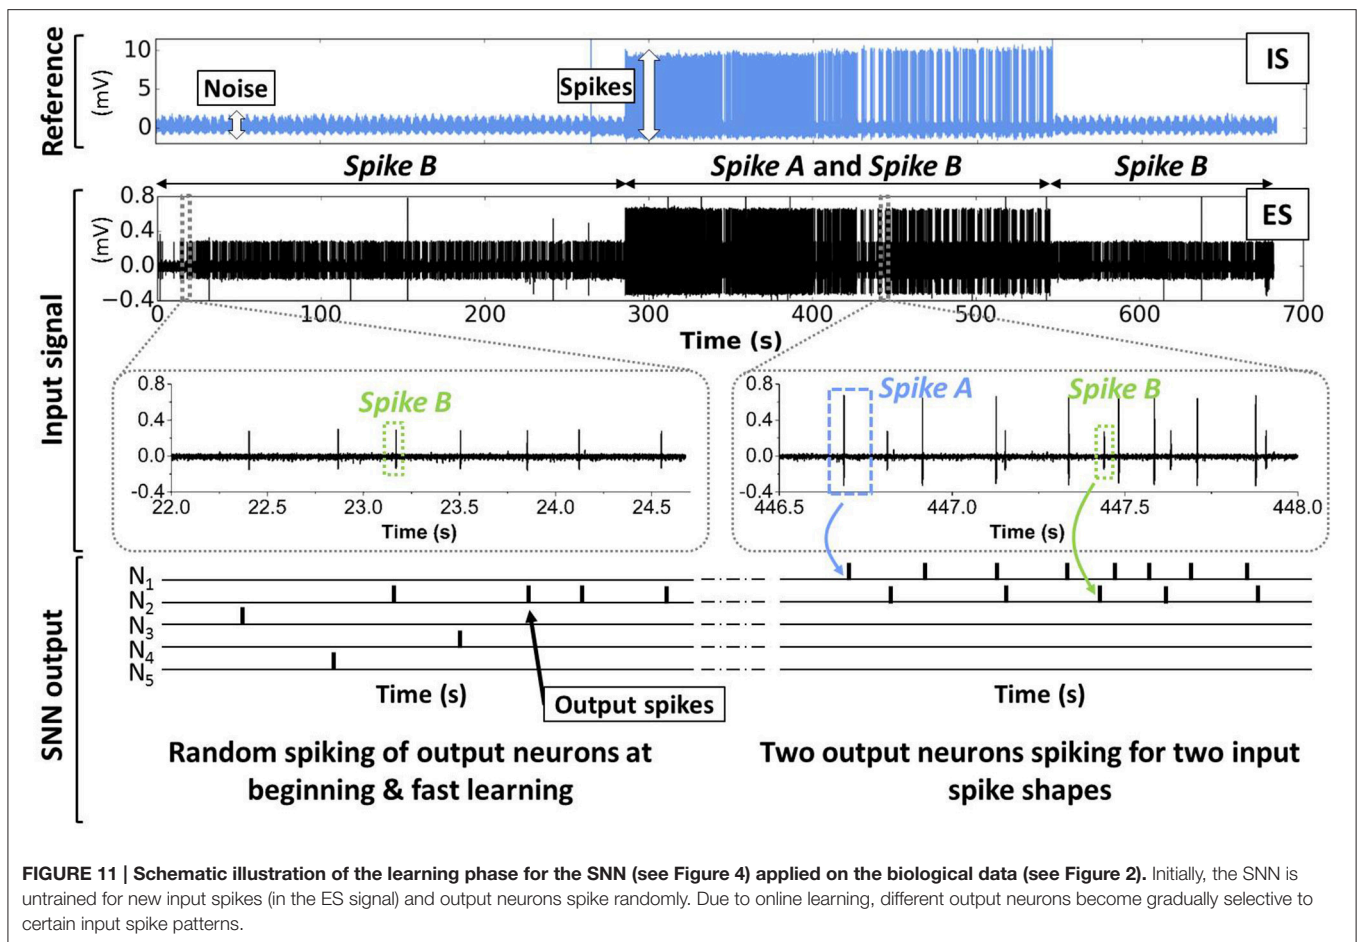 Reference
10
5
0
(mV)
Noise
Spikes
IS
0 100 200 300 400 500 600 700
Spike B
Spike A and Spike B
Spike B
Input signal
0.8
0.4
0.0
−0.4
(mV)
ES
0 100 200 300 400 500 600 700
Time (s)
0.8
0.4
0.0
-0.4
Spike B
22.0 22.5 23.0 23.5 24.0 24.5
Time (s)
0.8
0.4
0.0
-0.4
Spike A
Spike B
446.5 447.0 447.5 448.0
Time (s)
SNN output
N1
N2
N3
N4
N5
Time (s)
Output spikes
Time (s)
Random spiking of output neurons at
beginning & fast learning
Two output neurons spiking for two input
spike shapes
FIGURE 11 | Schematic illustration of the learning phase for the SNN (see Figure 4) applied on the biological data (see Figure 2). Initially, the SNN is
untrained for new input spikes (in the ES signal) and output neurons spike randomly. Due to online learning, different output neurons become gradually selective to
certain input spike patterns.